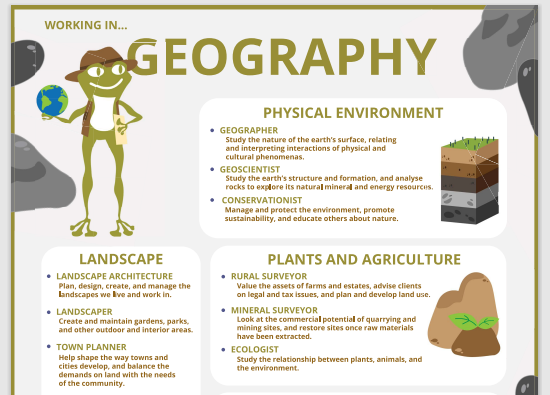 WORKING IN...
GEOGRAPHY
PHYSICAL ENVIRONMENT
GEOGRAPHER
Study the nature of the earth's surface, relating
and interpreting interactions of physical and
cultural phenomenas.
GEOSCIENTIST
Study the earth's structure and formation, and analyse
rocks to explore its natural mineral and energy resources.
CONSERVATIONIST
Manage and protect the environment, promote
sustainability, and educate others about nature.
LANDSCAPE
LANDSCAPE ARCHITECTURE
Plan, design, create, and manage the
landscapes we live and work in.
LANDSCAPER
Create and maintain gardens, parks,
and other outdoor and interior areas.
TOWN PLANNER
Help shape the way towns and
cities develop, and balance the
demands on land with the needs
of the community.
PLANTS AND AGRICULTURE
RURAL SURVEYOR
Value the assets of farms and estates, advise clients
on legal and tax issues, and plan and develop land use.
MINERAL SURVEYOR
Look at the commercial potential of quarrying and
mining sites, and restore sites once raw materials
have been extracted.
ECOLOGIST
Study the relationship between plants, animals, and
the environment.